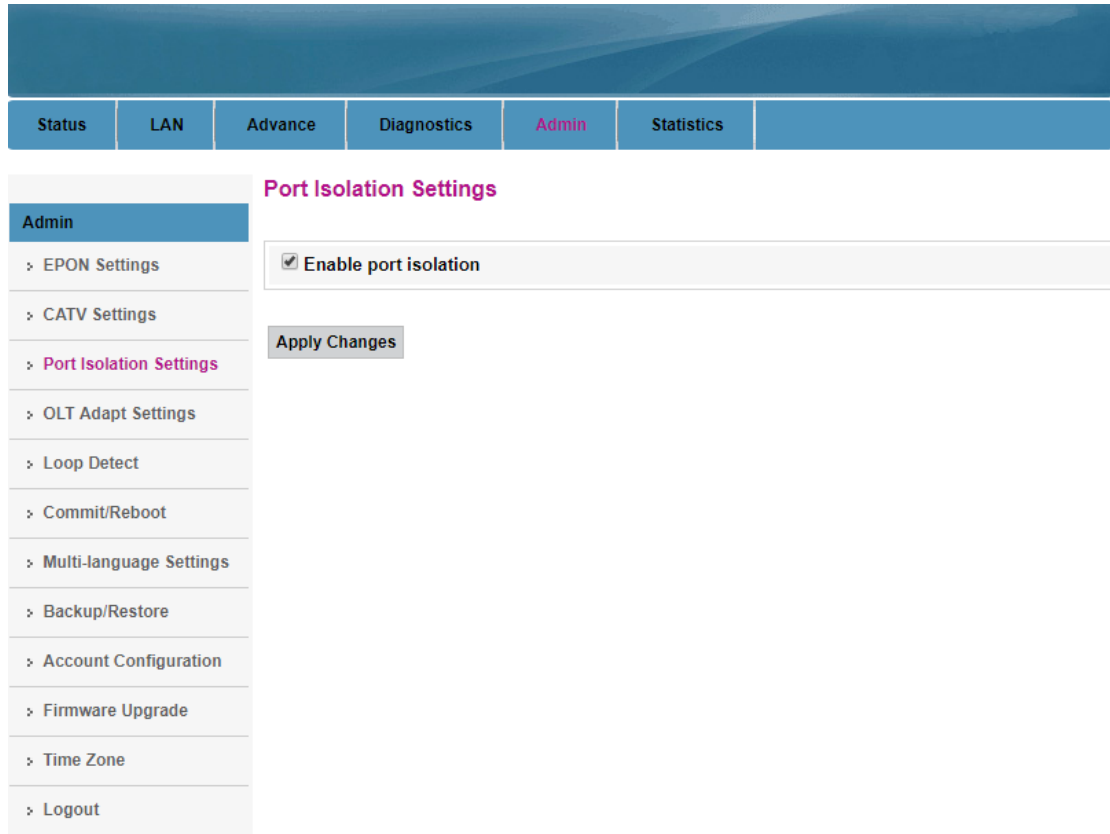 Status LAN Advance Diagnostics Admin Statistics
Port Isolation Settings
Admin
EPON Settings
CATV Settings
Port Isolation Settings
OLT Adapt Settings
Loop Detect
Commit/Reboot
Multi-language Settings
Backup/Restore
Account Configuration
Firmware Upgrade
Time Zone
Logout
Enable port isolation
Apply Changes